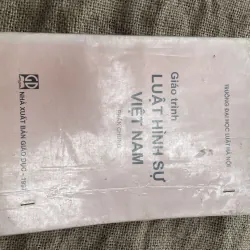 TRƯỜNG ĐẠI HỌC LUẬT HÀ NỘI
Giáo trình
LUẬT HÌNH SỰ
VIỆT NAM
NHÀ XUẤT BẢN GIÁO DỤC